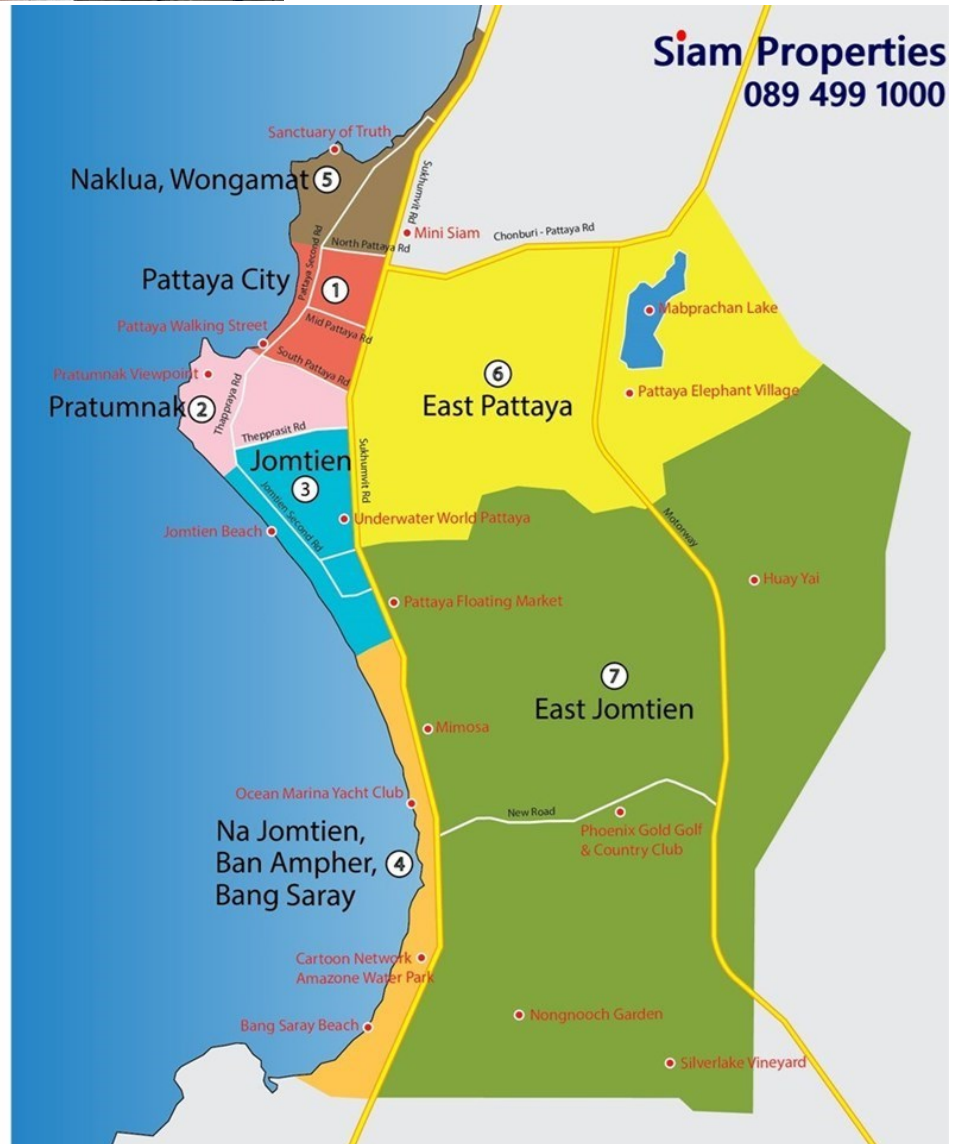 Siam Properties
089 499 1000
Sanctuary of Truth
Naklua, Wongamat 5
Sukhumvit Rd
Mini Siam
Chonburi - Pattaya Rd
North Pattaya Rd
Pattaya Second Rd
Pattaya City
1
Mabprachan Lake
Mid Pattaya Rd
Pattaya Walking Street
South Pattaya Rd
Pratumnak Viewpoint
6
East Pattaya
Pattaya Elephant Village
Pratumnak 2
Thappraya Rd
Thepprasit Rd
Jomtien
3
Sukhumvit Rd
Jomtien Second Rd
Underwater World Pattaya
Jomtien Beach
Motorway
Huay Yai
Pattaya Floating Market
7
East Jomtien
Mimosa
Ocean Marina Yacht Club
New Road
Phoenix Gold Golf
& Country Club
Na Jomtien,
Ban Ampher, 4
Bang Saray
Cartoon Network
Amazone Water Park
Bang Saray Beach
Nongnooch Garden
Silverlake Vineyard